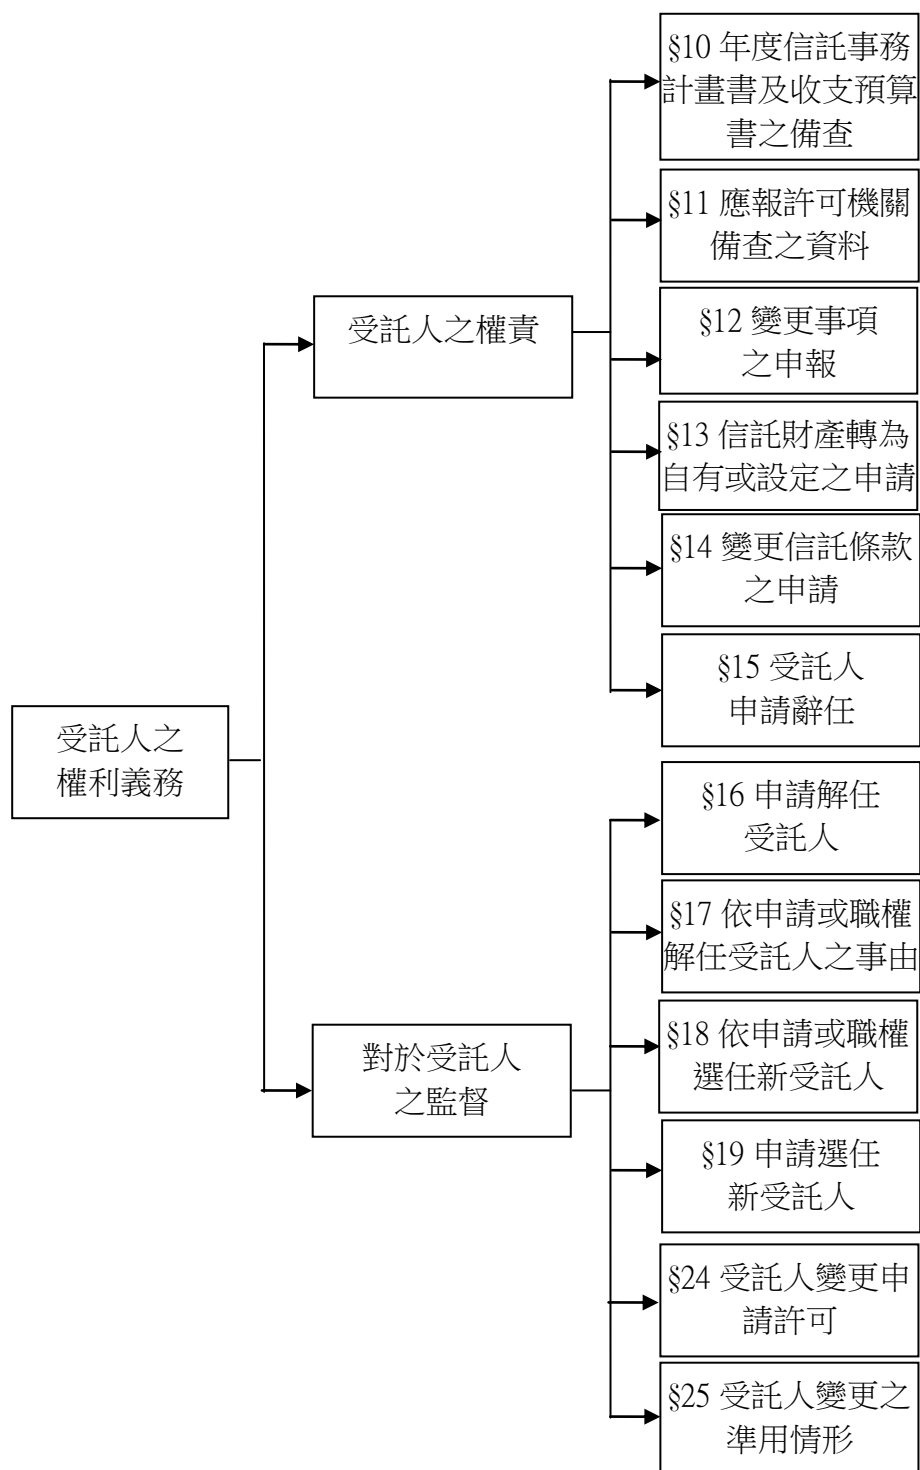 受託人之
權利義務
受託人之權責
§10 年度信託事務
計畫書及收支預算
書之備查
§11 應報許可機關
備查之資料
§12 變更事項
之申報
§13 信託財產轉為
自有或設定之申請
§14 變更信託條款
之申請
§15 受託人
申請辭任
對於受託人
之監督
§16 申請解任
受託人
§17 依申請或職權
解任受託人之事由
§18 依申請或職權
選任新受託人
§19 申請選任
新受託人
§24 受託人變更申
請許可
§25 受託人變更之
準用情形